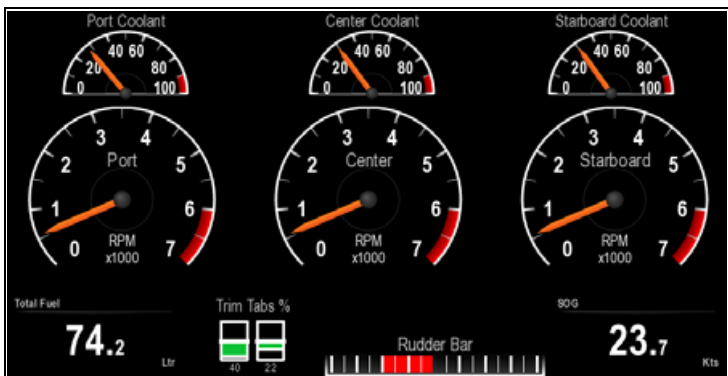 Port Coolant Center Coolant Starboard Coolant
0 20 40 60 80 100 0 20 40 60 80 100 0 20 40 60 80 100
0 1 2 3 4 5 6 7 0 1 2 3 4 5 6 7 0 1 2 3 4 5 6 7
Port Center Starboard
RPM RPM RPM
x1000 x1000 x1000
Total Fuel Trim Tabs % SOG
74.2 23.7
Ltr 40 22 Rudder Bar Kts